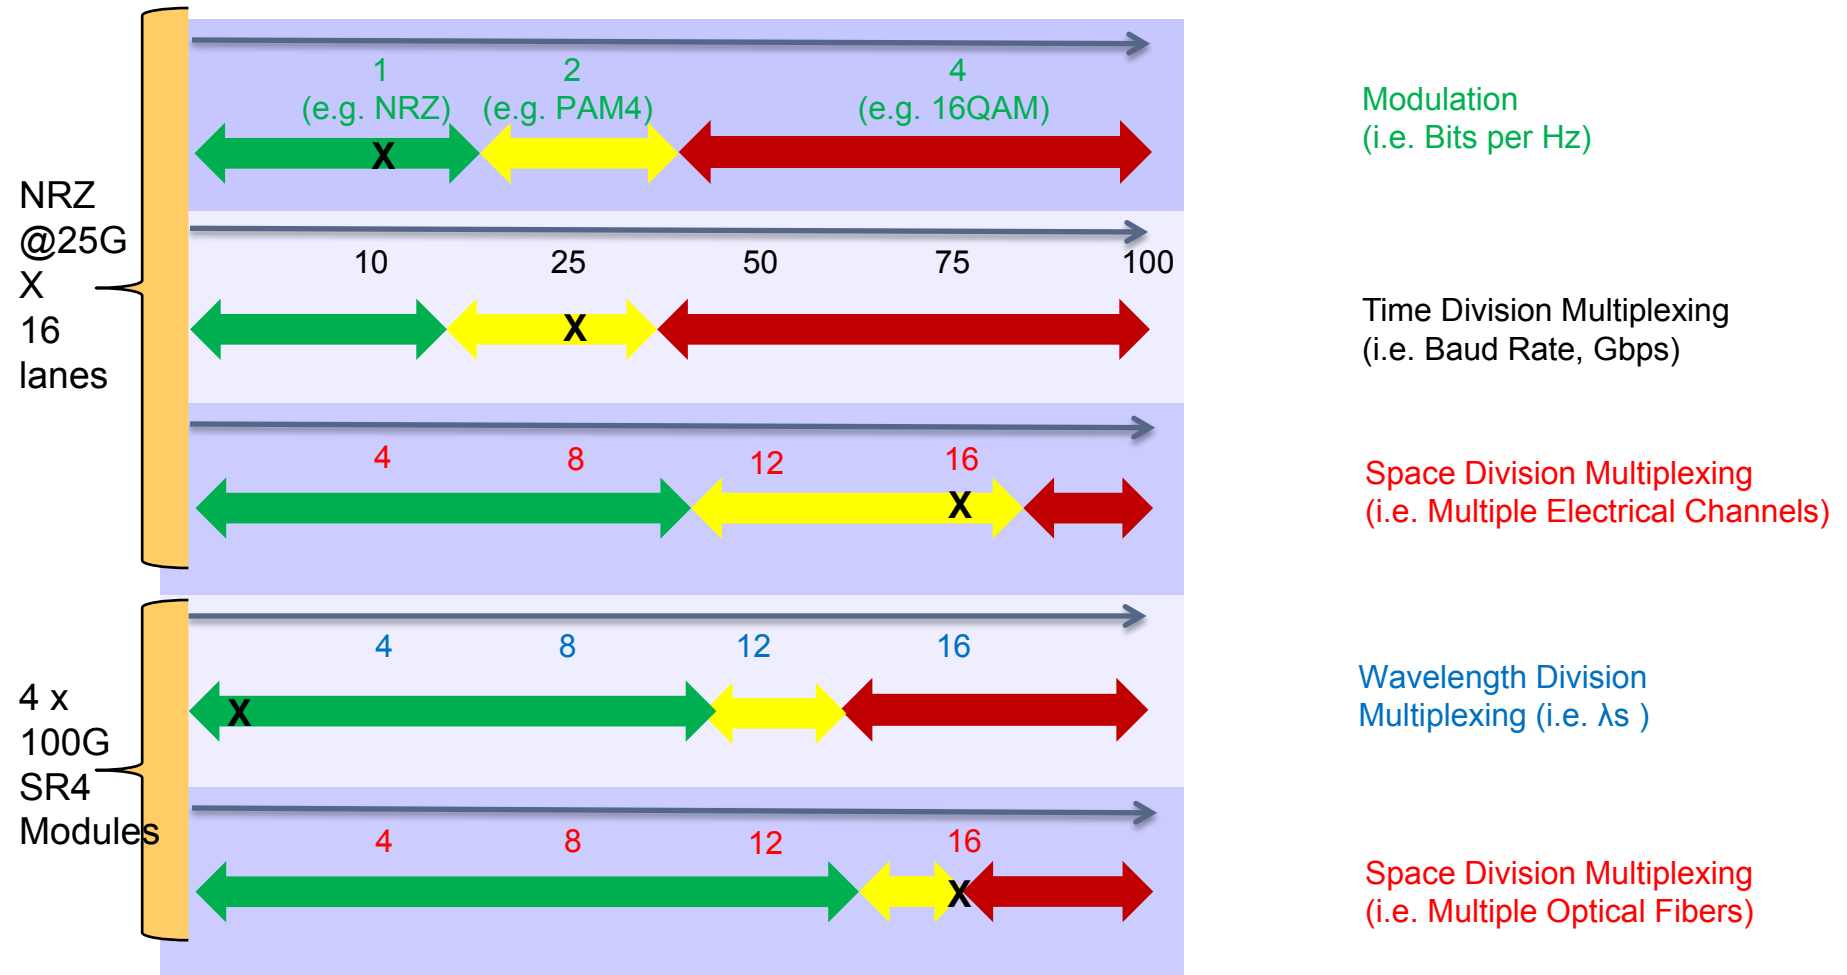 NRZ
@25G
X
16
lanes
1
(e.g. NRZ)
2
(e.g. PAM4)
4
(e.g. 16QAM)
X
Modulation
(i.e. Bits per Hz)
10 25 50 75 100
X
Time Division Multiplexing
(i.e. Baud Rate, Gbps)
4 8 12 16
X
Space Division Multiplexing
(i.e. Multiple Electrical Channels)
4 x
100G
SR4
Modules
4 8 12 16
X
Wavelength Division
Multiplexing (i.e. λs )
4 8 12 16
X
Space Division Multiplexing
(i.e. Multiple Optical Fibers)